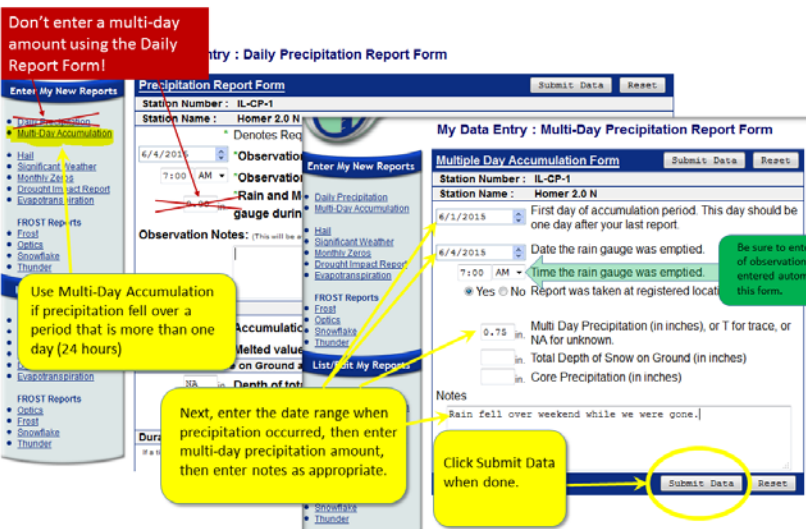 Don't enter a multi-day
amount using the Daily
Report Form!
ntry : Daily Precipitation Report Form
Enter My New Reports
Daily Precipitation
Multi-Day Accumulation
Hail
Significant Weather
Monthly Zeros
Drought Impact Report
Evapotranspiration
FROST Reports
Frost
Optics
Snowflake
Thunder
Use Multi-Day Accumulation
if precipitation fell over a
period that is more than one
day (24 hours)
Evapotranspiration
FROST Reports
Optics
Frost
Snowflake
Thunder
Precipitation Report Form
Submit Data Reset
Station Number : IL-CP-1
Station Name : Homer 2.0 N
* Denotes Req
6/4/2015 *Observation
7:00 AM *Observation
0.00 in. *Rain and M
gauge durin
Observation Notes: (This will be a
Accumulatio
Melted value
on Ground a
NA in. Depth of tot
Dura
My Data Entry : Multi-Day Precipitation Report Form
Enter My New Reports
Daily Precipitation
Multi-Day Accumulation
Hail
Significant Weather
Monthly Zeros
Drought Impact Report
Evapotranspiration
FROST Reports
Frost
Optics
Snowflake
Thunder
List/Edit My Reports
Snowflake
Thunder
Multiple Day Accumulation Form
Submit Data Reset
Station Number : IL-CP-1
Station Name : Homer 2.0 N
6/1/2015 First day of accumulation period. This day should be
one day after your last report.
6/4/2015 Date the rain gauge was emptied.
7:00 AM Time the rain gauge was emptied.
Yes No Report was taken at registered locati
Be sure to ente
of observation
entered autom
this form.
0.75 in. Multi Day Precipitation (in inches), or T for trace, or
NA for unknown.
in. Total Depth of Snow on Ground (in inches)
in. Core Precipitation (in inches)
Notes
Rain fell over weekend while we were gone.
Next, enter the date range when
precipitation occurred, then enter
multi-day precipitation amount,
then enter notes as appropriate.
Click Submit Data
when done.
Submit Data Reset